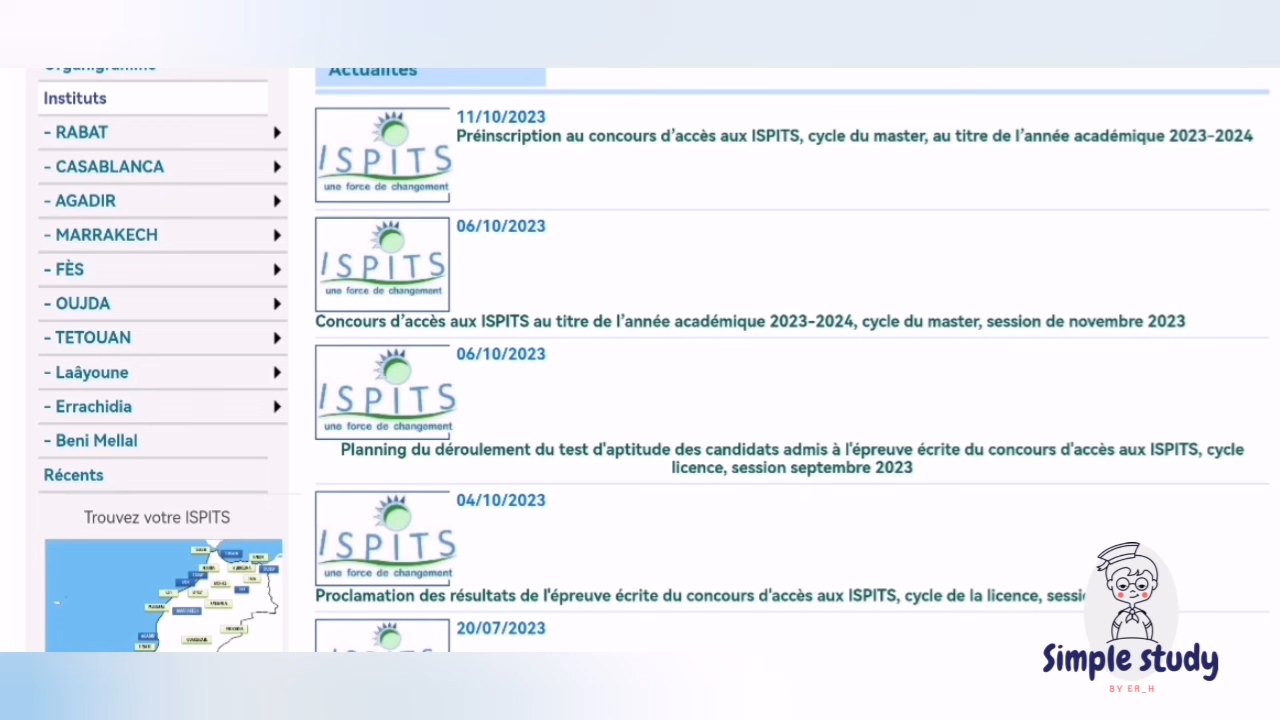 Organigramme
Instituts
- RABAT
- CASABLANCA
- AGADIR
- MARRAKECH
- FÈS
- OUJDA
- TETOUAN
- Laâyoune
- Errachidia
- Beni Mellal
Récents
Trouvez votre ISPITS
Actualités
ISPITS
une force de changement
11/10/2023
Préinscription au concours d’accès aux ISPITS, cycle du master, au titre de l’année académique 2023-2024
ISPITS
une force de changement
06/10/2023
Concours d’accès aux ISPITS au titre de l’année académique 2023-2024, cycle du master, session de novembre 2023
ISPITS
une force de changement
06/10/2023
Planning du déroulement du test d'aptitude des candidats admis à l'épreuve écrite du concours d'accès aux ISPITS, cycle
licence, session septembre 2023
ISPITS
une force de changement
04/10/2023
Proclamation des résultats de l'épreuve écrite du concours d'accès aux ISPITS, cycle de la licence,
20/07/2023
Simple study
BY ER_H